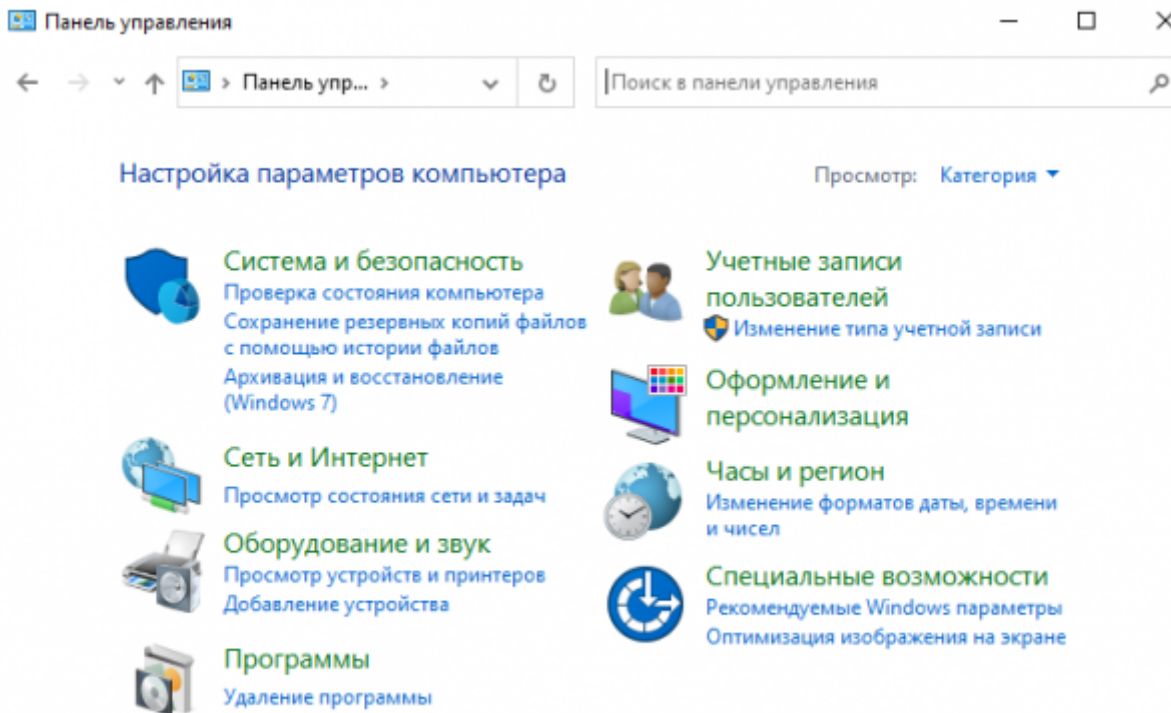 Панель управления
Панель упр...
Поиск в панели управления
Настройка параметров компьютера
Просмотр: Категория
Система и безопасность
Проверка состояния компьютера
Сохранение резервных копий файлов
с помощью истории файлов
Архивация и восстановление
(Windows 7)
Сеть и Интернет
Просмотр состояния сети и задач
Оборудование и звук
Просмотр устройств и принтеров
Добавление устройства
Программы
Удаление программы
Учетные записи
пользователей
Изменение типа учетной записи
Оформление и
персонализация
Часы и регион
Изменение форматов даты, времени
и чисел
Специальные возможности
Рекомендуемые Windows параметры
Оптимизация изображения на экране